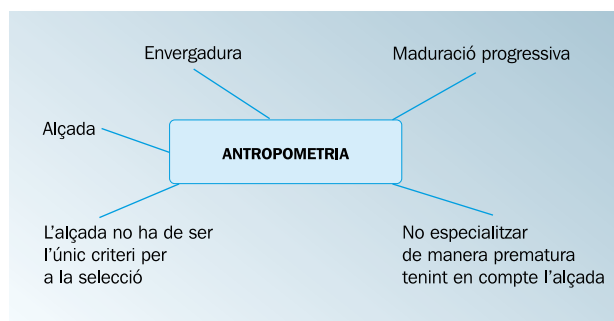 Envergadura
Maduració progressiva
Alçada
ANTROPOMETRIA
L’alçada no ha de ser
l’únic criteri per
a la selecció
No especialitzar
de manera prematura
tenint en compte l’alçada